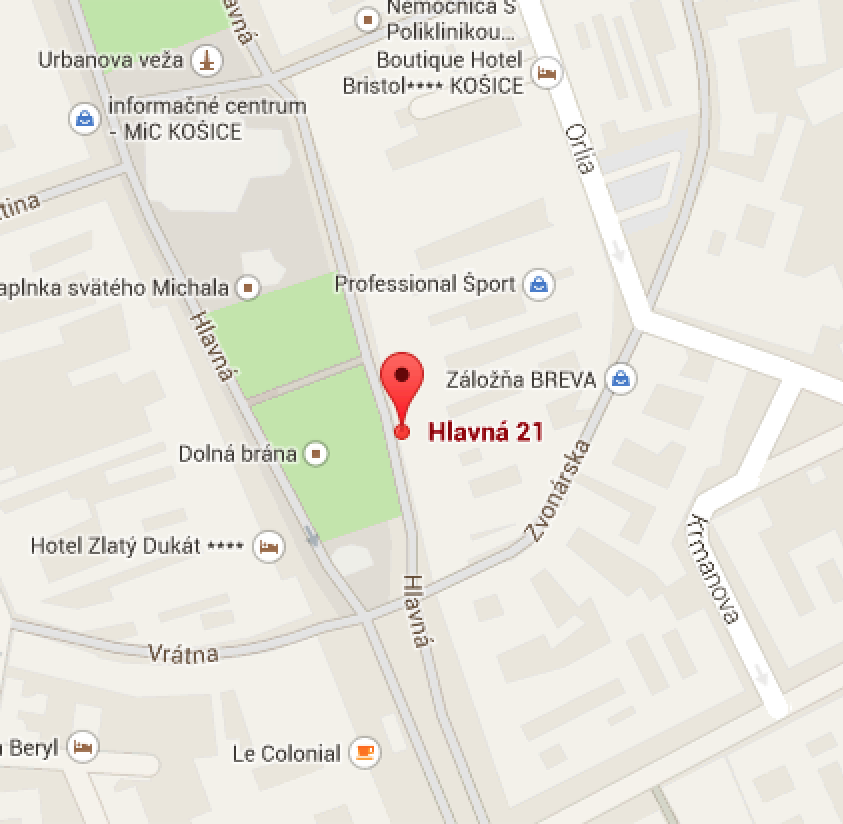 Hlavná
Nemocnica S
Poliklinikou...
Urbanova veža
Boutique Hotel
Bristol**** KOŠICE
informačné centrum
- MiC KOŠICE
Orlia
tina
aplnka svätého Michala
Professional Šport
Hlavná
Záložňa BREVA
Hlavná 21
Dolná brána
Zvonárska
Hotel Zlatý Dukát ****
Krmanova
Hlavná
Vrátna
Beryl
Le Colonial